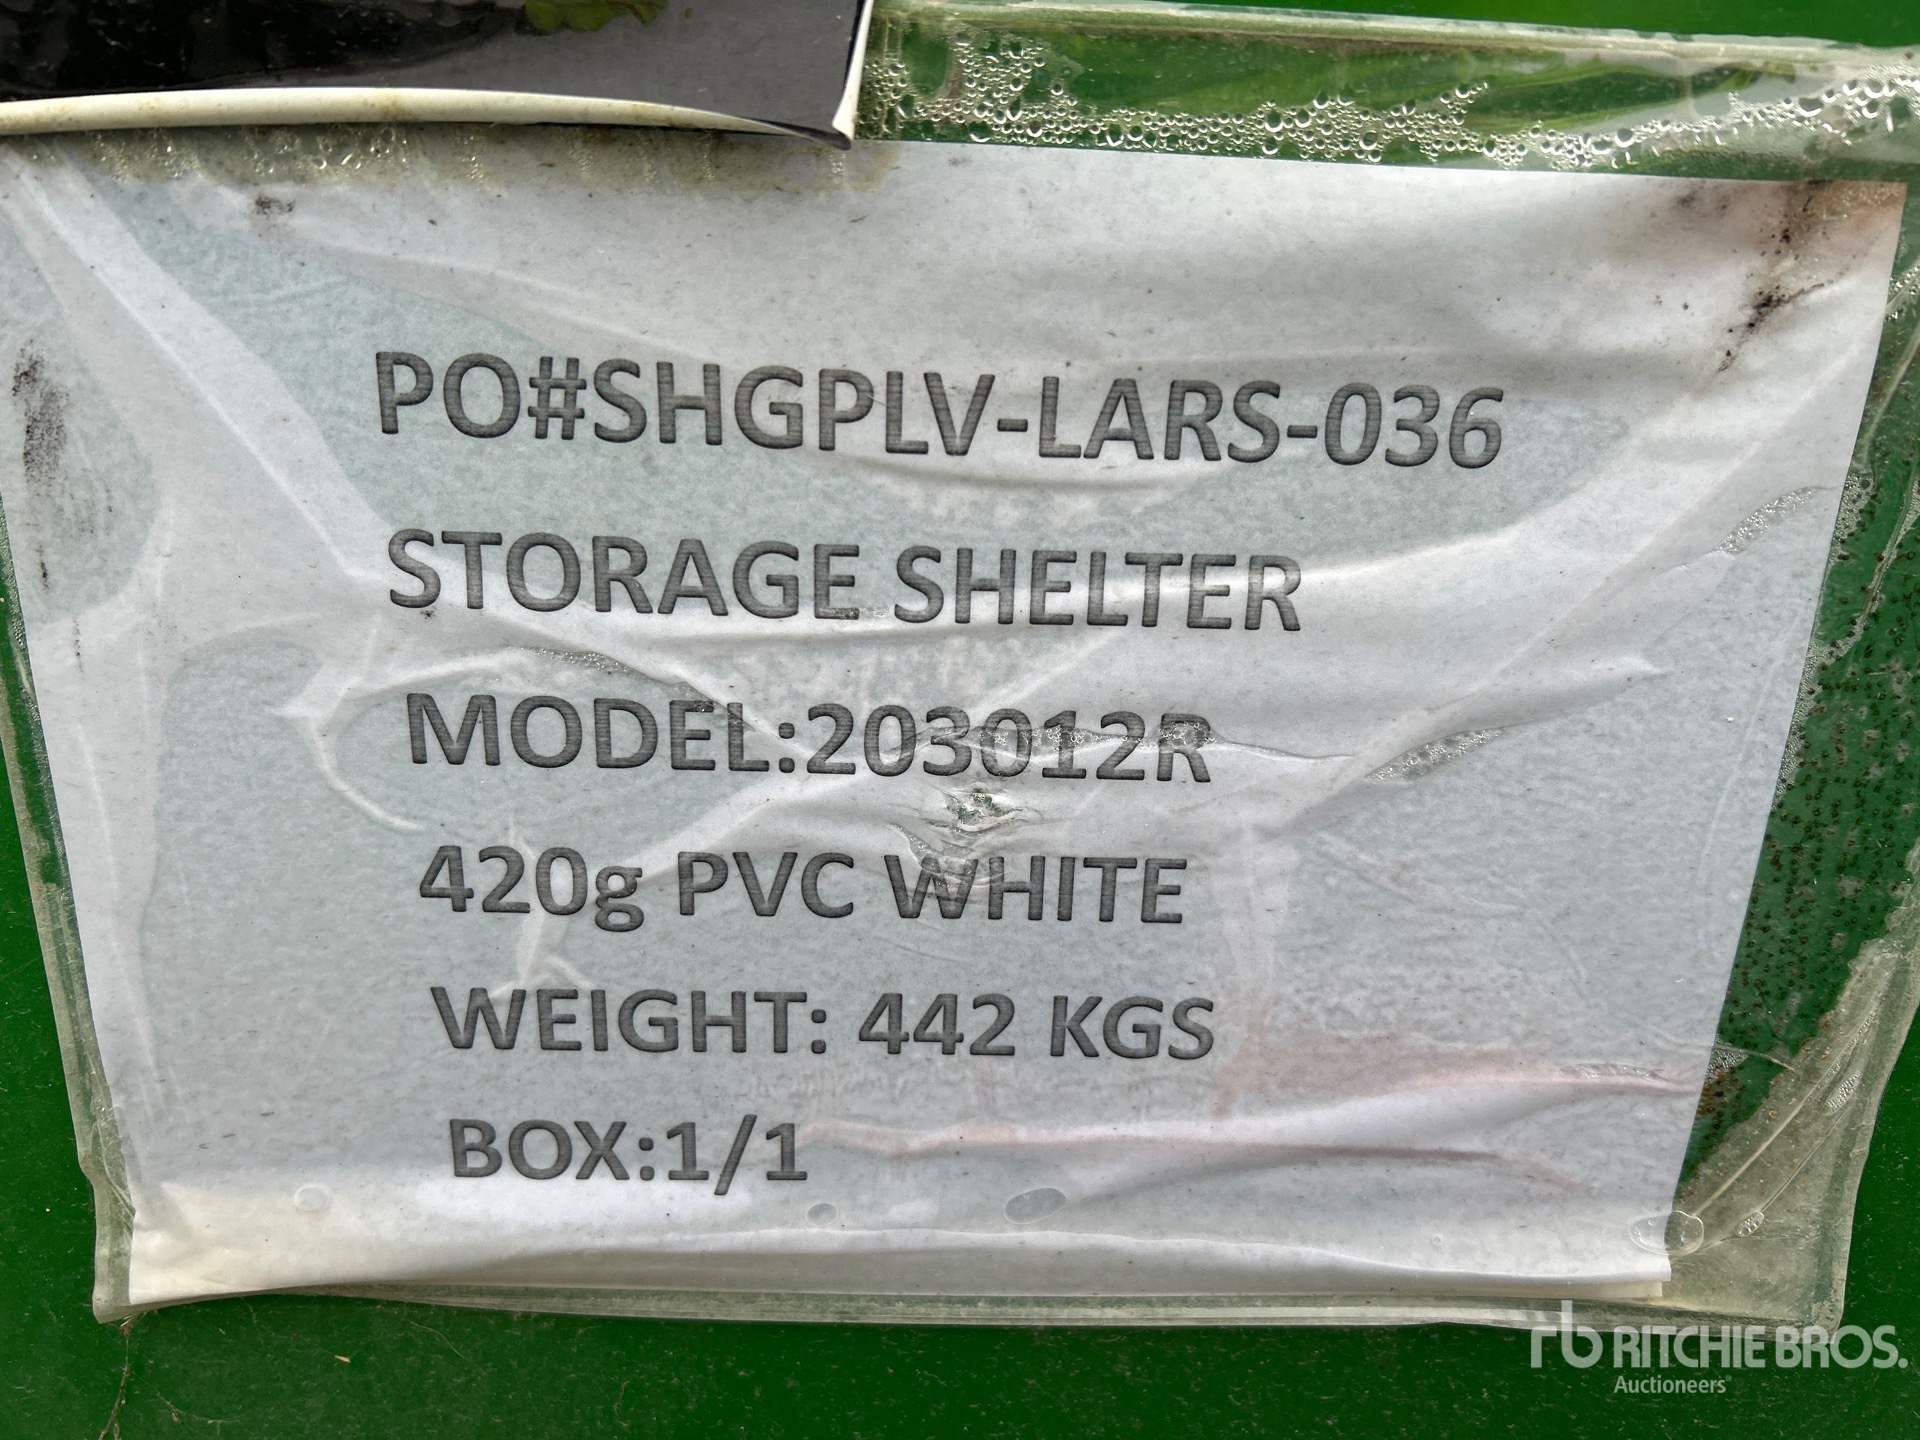 PO#SHGPLV-LARS-036
STORAGE SHELTER
MODEL:203012R
420g PVC WHITE
WEIGHT: 442 KGS
BOX:1/1
rb RITCHIE BROS.
Auctioneers